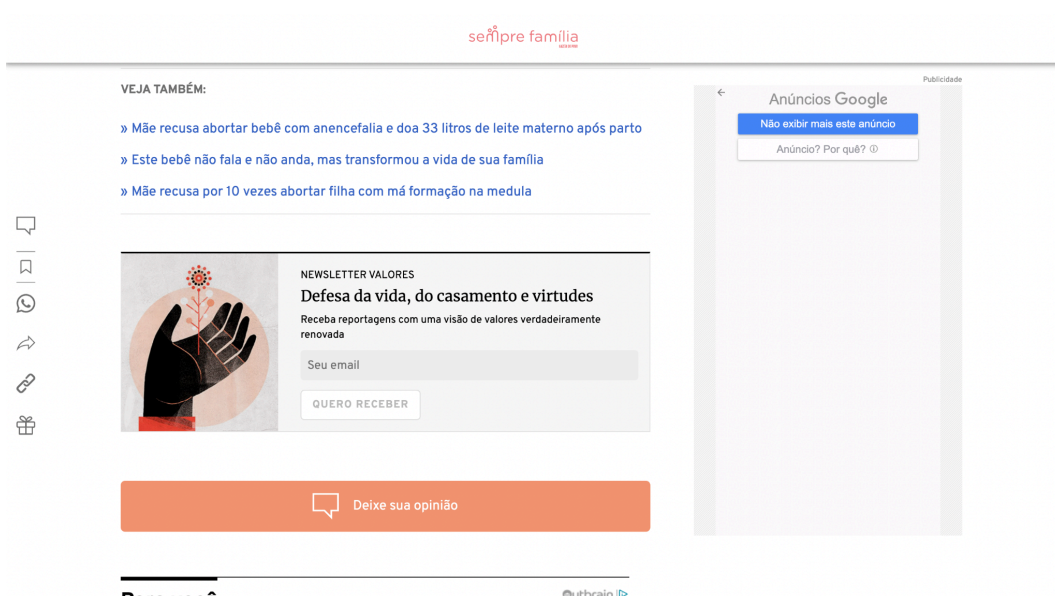 sempre família
Publicidade
VEJA TAMBÉM:
» Mãe recusa abortar bebê com anencefalia e doa 33 litros de leite materno após parto
» Este bebê não fala e não anda, mas transformou a vida de sua família
» Mãe recusa por 10 vezes abortar filha com má formação na medula
Anúncios Google
Não exibir mais este anúncio
Anúncio? Por quê?
NEWSLETTER VALORES
Defesa da vida, do casamento e virtudes
Receba reportagens com uma visão de valores verdadeiramente
renovada
Seu email
QUERO RECEBER
Deixe sua opinião